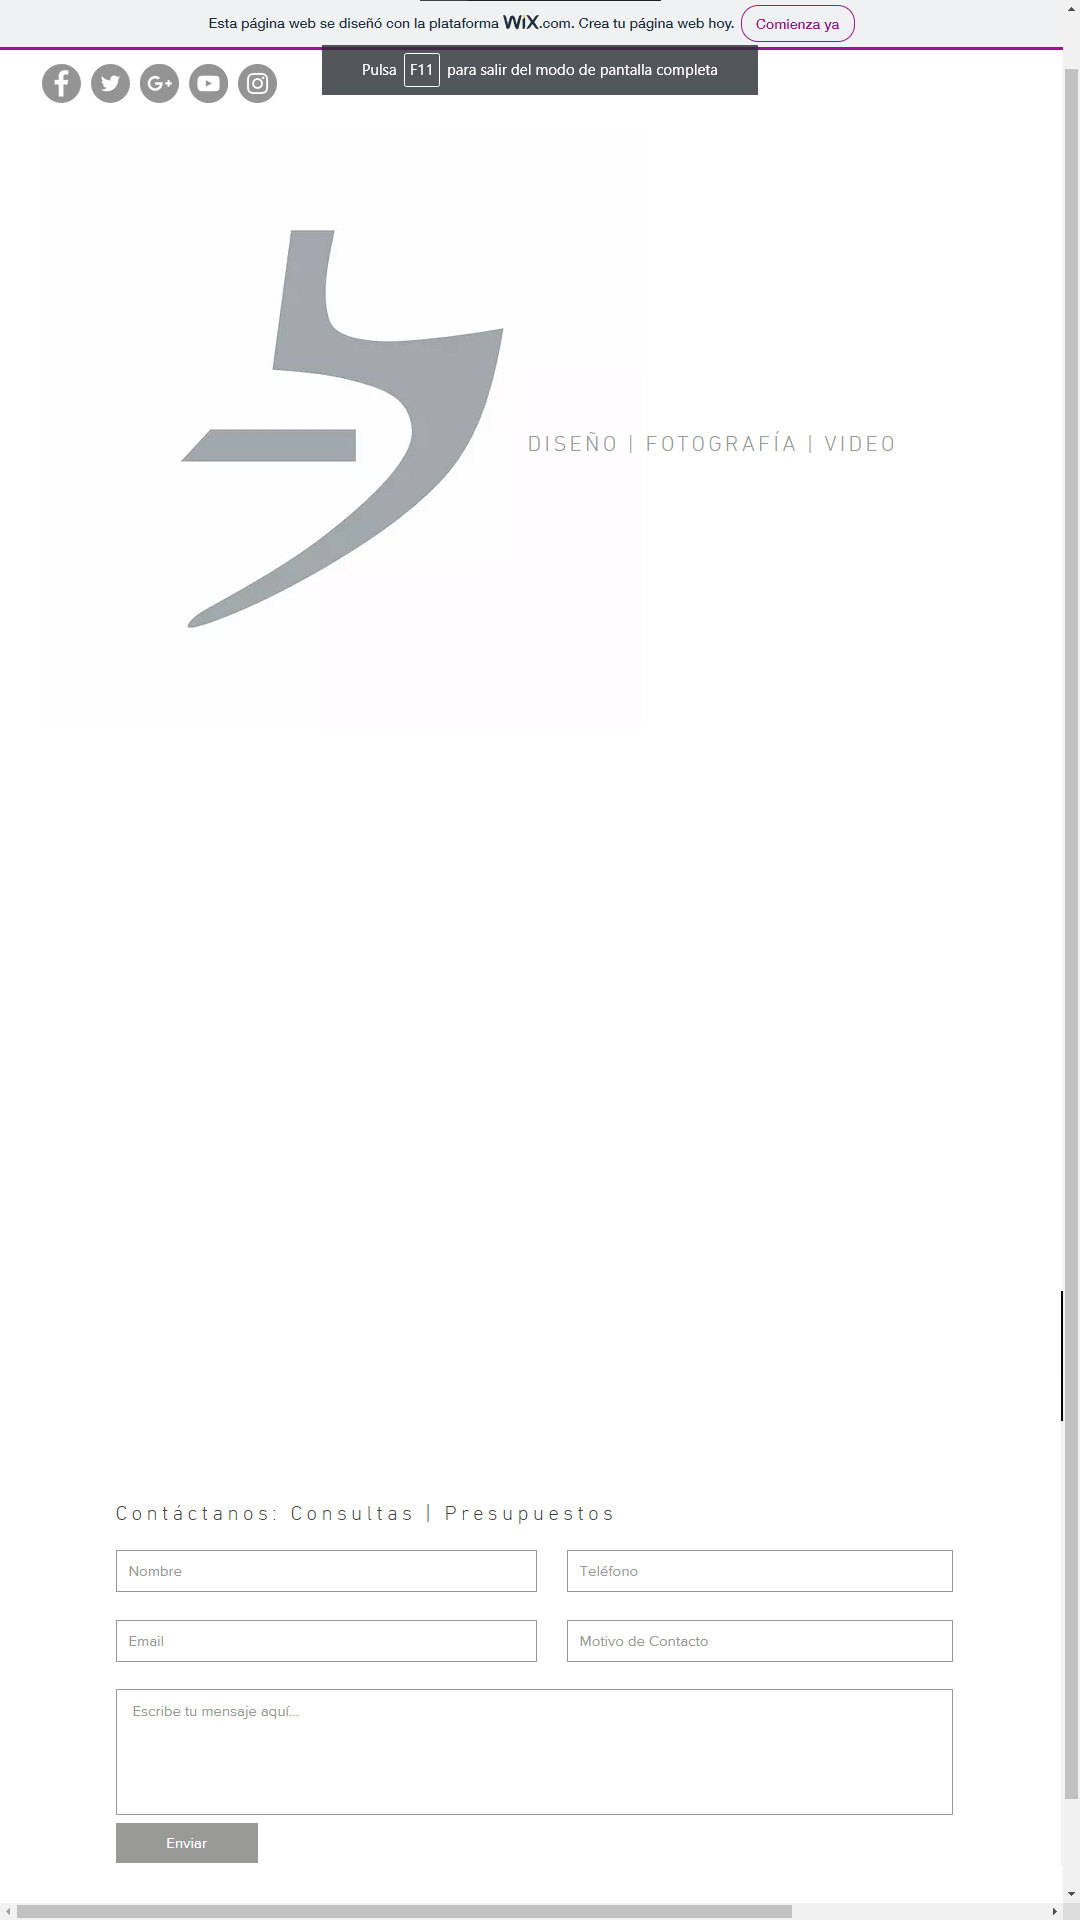 Esta página web se diseñó con la plataforma WiX.com. Crea tu página web hoy. Comienza ya
Pulsa F11 para salir del modo de pantalla completa
DISEÑO | FOTOGRAFÍA | VIDEO
Contáctanos: Consultas | Presupuestos
Nombre
Teléfono
Email
Motivo de Contacto
Escribe tu mensaje aquí...
Enviar